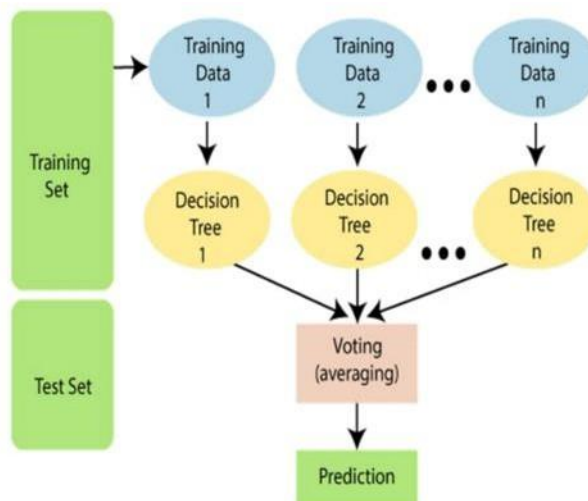 Training
Set
Training
Data
1
Training
Data
2
Training
Data
n
Decision
Tree
1
Decision
Tree
2
Decision
Tree
n
Test Set
Voting
(averaging)
Prediction